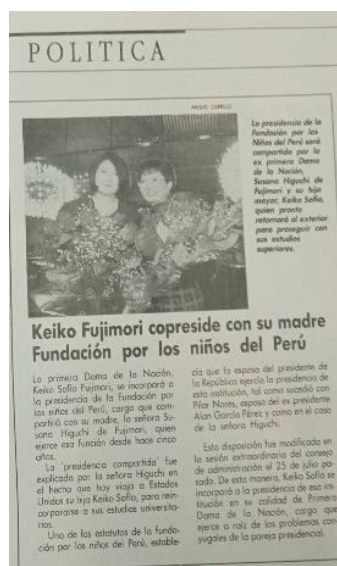 POLITICA
La presidencia de la
Fundación por los
Niños del Perú será
compartida por la
ex primera Dama
de la Nación,
Susana Higuchi de
Fujimori y su hija
mayor, Keiko Sofía,
quien pronto
retornará al exterior
para proseguir con
sus estudios
superiores.
Keiko Fujimori copreside con su madre
Fundación por los niños del Perú
La primera Dama de la Nación,
Keiko Sofía Fujimori, se incorporó a
la presidencia de la Fundación por
los niños del Perú, cargo que com-
partirá con su madre, la señora Su-
sana Higuchi de Fujimori, quien
ejerce esa función desde hace cinco
años.
La 'presidencia compartida' fue
explicada por la señora Higuchi en
el hecho que hoy viaja a Estados
Unidos su hija Keiko Sofía, para rein-
corporarse a sus estudios universita-
rios.
Uno de los estatutos de la funda-
ción por los niños del Perú, estable-
cía que la esposa del presidente de
la República ejercía la presidencia de
esta institución, tal como sucedió con
Pilar Nores, esposa del ex presidente
Alan García Pérez y como en el caso
de la señora Higuchi.
Esta disposición fue modificada en
la sesión extraordinaria del consejo
de administración el 25 de julio pa-
sado. De esta manera, Keiko Sofía se
incorporó a la presidencia de esa ins-
titución en su calidad de Primera
Dama de la Nación, cargo que
ejerce a raíz de los problemas con-
yugales de la pareja presidencial.